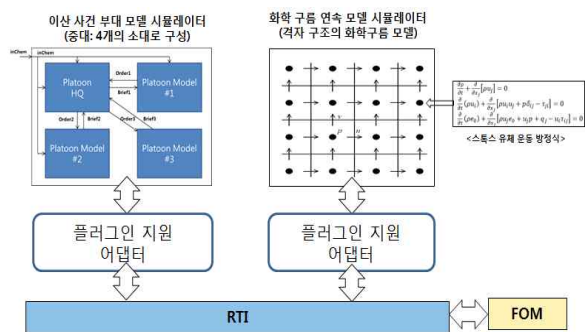 이산 사건 부대 모델 시뮬레이터
(중대: 4개의 소대로 구성)
inChem
inChem
Platoon
HQ
Order1
Brief1
Platoon Model
#1
Order2
Brief2
Order3
Brief3
Platoon Model
#2
Platoon Model
#3
화학 구름 연속 모델 시뮬레이터
(격자 구조의 화학구름 모델)
v
p
u
<스톡스 유체 운동 방정식>
플러그인 지원
어댑터
플러그인 지원
어댑터
RTI
FOM